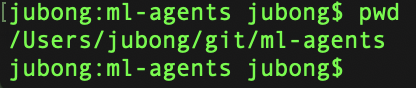 [jubong:ml-agents jubong$ pwd
/Users/jubong/git/ml-agents
jubong:ml-agents jubong$